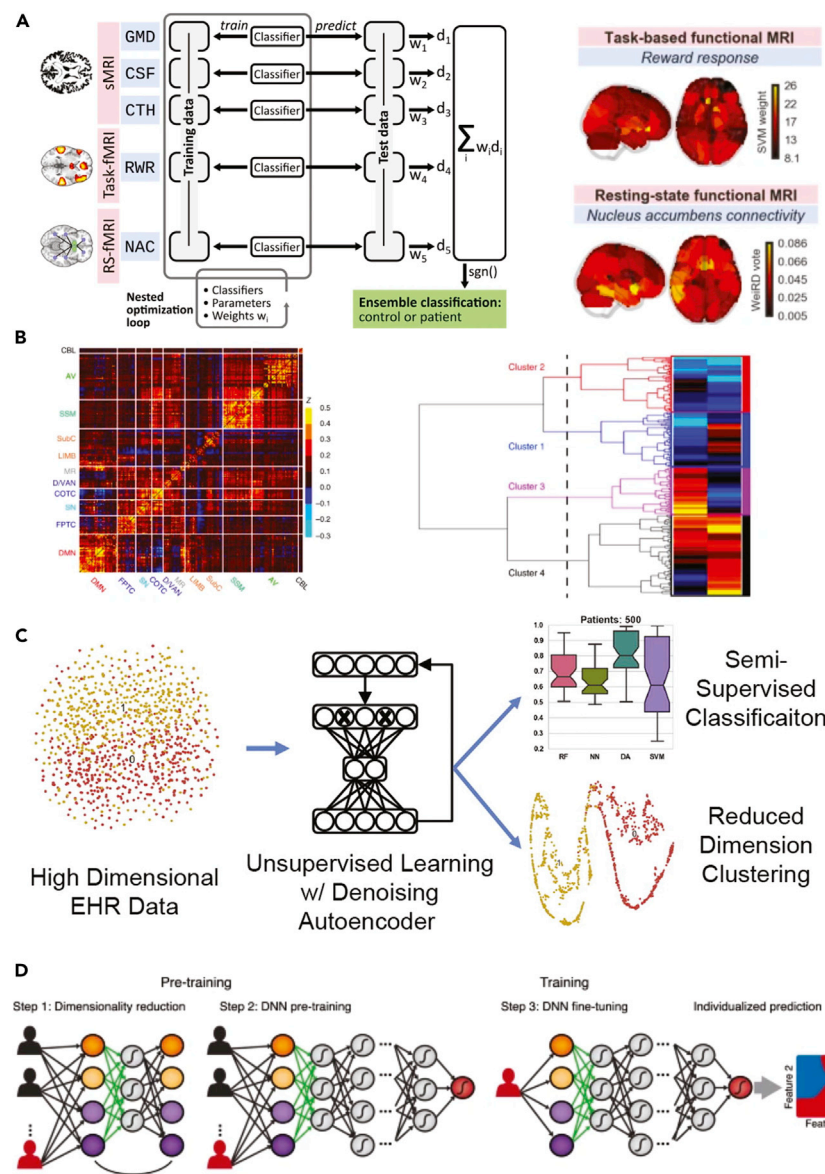 A
train
predict
GMD
Classifier
w1
d1
sMRI
CSF
Classifier
w2
d2
CTH
Classifier
w3
d3
Training data
Test data
∑ widi
i
Task-fMRI
RWR
Classifier
w4
d4
RS-fMRI
NAC
Classifier
w5
d5
sgn()
Nested
optimization
loop
• Classifiers
• Parameters
• Weights wi
Ensemble classification:
control or patient
Task-based functional MRI
Reward response
26
22
17
13
8.1
SVM weight
Resting-state functional MRI
Nucleus accumbens connectivity
0.086
0.065
0.045
0.025
0.005
WeiRD vote
B
CBL
AV
SSM
SubC
LIMB
MR
D/VAN
COTC
SN
FPTC
DMN
DMN
FPTC
SN
COTC
D/VAN
MR
LIMB
SubC
SSM
AV
CBL
Z
0.5
0.4
0.3
0.2
0.1
0
−0.1
−0.2
−0.3
Cluster 2
Cluster 1
Cluster 3
Cluster 4
C
1
0
High Dimensional
EHR Data
Unsupervised Learning
w/ Denoising
Autoencoder
Patients: 500
1.0
0.9
0.8
0.7
0.6
0.5
0.4
0.3
0.2
RF
NN
DA
SVM
Semi-
Supervised
Classificaiton
0
Reduced
Dimension
Clustering
D
Pre-training
Training
Step 1: Dimensionality reduction
Step 2: DNN pre-training
Step 3: DNN fine-tuning
Individualized prediction
Feature 2
Feat